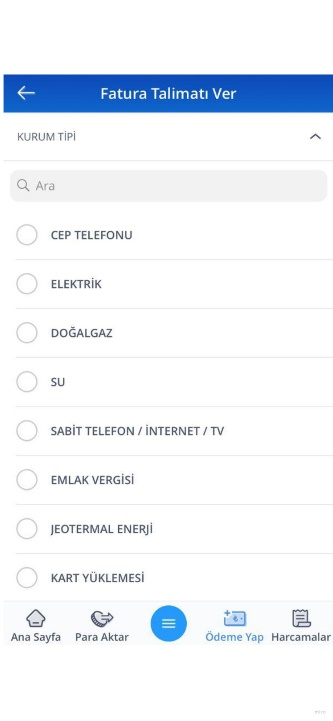 Fatura Talimatı Ver
KURUM TİPİ
Ara
CEP TELEFONU
ELEKTRİK
DOĞALGAZ
SU
SABİT TELEFON / İNTERNET / TV
EMLAK VERGİSİ
JEOTERMAL ENERJİ
KART YÜKLEMESİ
Ana Sayfa Para Aktar Ödeme Yap Harcamalar